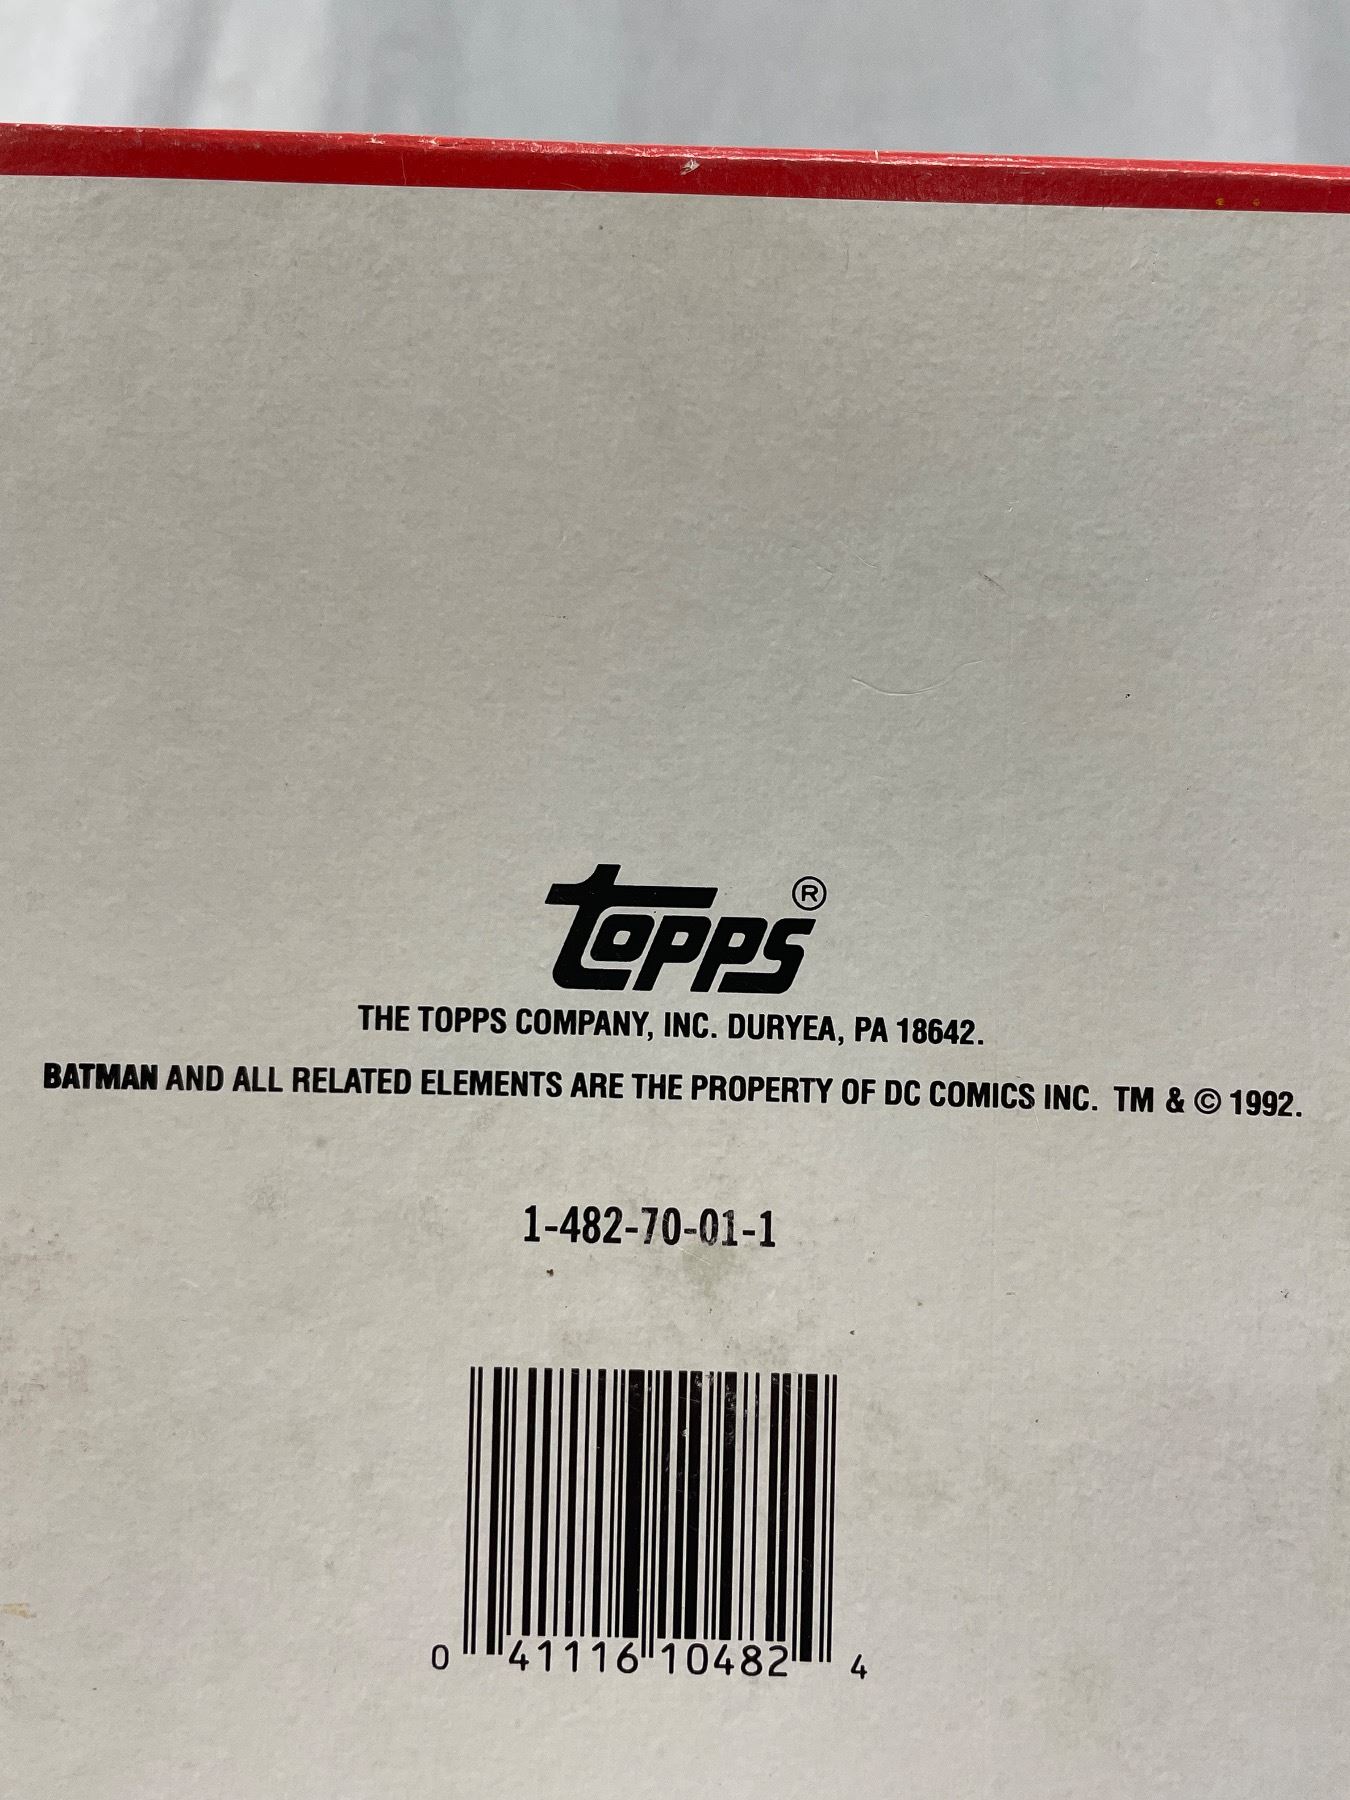 topps®
THE TOPPS COMPANY, INC. DURYEA, PA 18642.
BATMAN AND ALL RELATED ELEMENTS ARE THE PROPERTY OF DC COMICS INC. TM & © 1992.
1-482-70-01-1
0 41116 10482 4